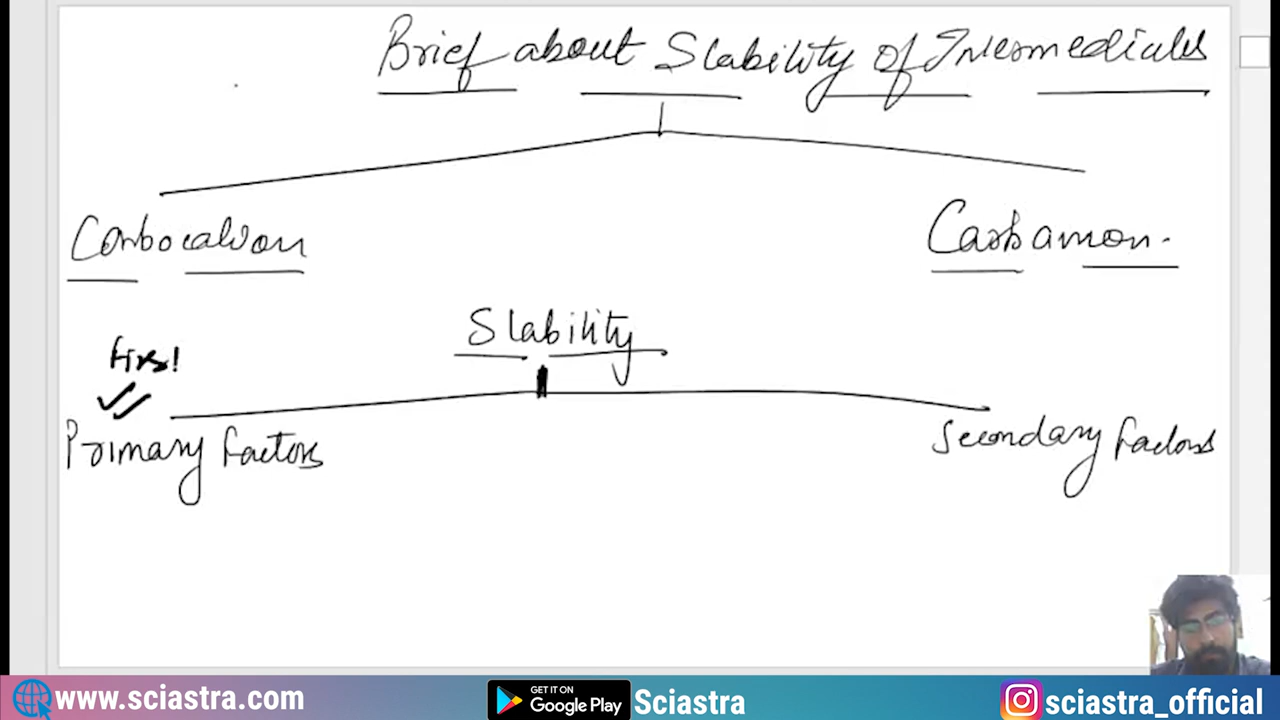 Brief about Stability of Intermediates
Carbocation
Carbanion.
Stability
First
Primary Factors
Secondary Factors
www.sciastra.com
GET IT ON
Google Play
Sciastra
sciastra_official